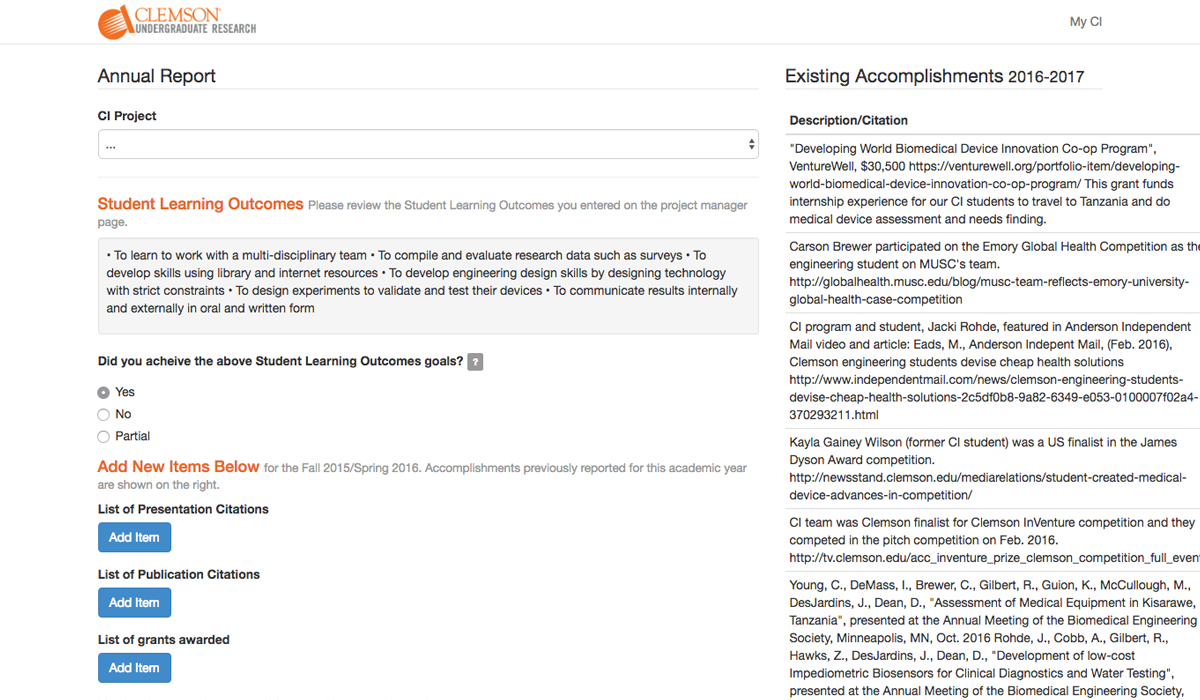 CLEMSON
UNDERGRADUATE RESEARCH
My CI
Annual Report
CI Project
...
Student Learning Outcomes Please review the Student Learning Outcomes you entered on the project manager
page.
• To learn to work with a multi-disciplinary team • To compile and evaluate research data such as surveys • To
develop skills using library and internet resources • To develop engineering design skills by designing technology
with strict constraints • To design experiments to validate and test their devices • To communicate results internally
and externally in oral and written form
Did you acheive the above Student Learning Outcomes goals? ?
Yes
No
Partial
Add New Items Below for the Fall 2015/Spring 2016. Accomplishments previously reported for this academic year
are shown on the right.
List of Presentation Citations
Add Item
List of Publication Citations
Add Item
List of grants awarded
Add Item
Existing Accomplishments 2016-2017
Description/Citation
"Developing World Biomedical Device Innovation Co-op Program",
VentureWell, $30,500 https://venturewell.org/portfolio-item/developing-
world-biomedical-device-innovation-co-op-program/ This grant funds
internship experience for our CI students to travel to Tanzania and do
medical device assessment and needs finding.
Carson Brewer participated on the Emory Global Health Competition as the
engineering student on MUSC's team.
http://globalhealth.musc.edu/blog/musc-team-reflects-emory-university-
global-health-case-competition
CI program and student, Jacki Rohde, featured in Anderson Independent
Mail video and article: Eads, M., Anderson Indepent Mail, (Feb. 2016),
Clemson engineering students devise cheap health solutions
http://www.independentmail.com/news/clemson-engineering-students-
devise-cheap-health-solutions-2c5df0b8-9a82-6349-e053-0100007f02a4-
370293211.html
Kayla Gainey Wilson (former CI student) was a US finalist in the James
Dyson Award competition.
http://newsstand.clemson.edu/mediarelations/student-created-medical-
device-advances-in-competition/
CI team was Clemson finalist for Clemson InVenture competition and they
competed in the pitch competition on Feb. 2016.
http://tv.clemson.edu/acc_inventure_prize_clemson_competition_full_even
Young, C., DeMass, I., Brewer, C., Gilbert, R., Guion, K., McCullough, M.,
DesJardins, J., Dean, D., "Assessment of Medical Equipment in Kisarawe,
Tanzania", presented at the Annual Meeting of the Biomedical Engineering
Society, Minneapolis, MN, Oct. 2016 Rohde, J., Cobb, A., Gilbert, R.,
Hawks, Z., DesJardins, J., Dean, D., "Development of low-cost
Impediometric Biosensors for Clinical Diagnostics and Water Testing",
presented at the Annual Meeting of the Biomedical Engineering Society,